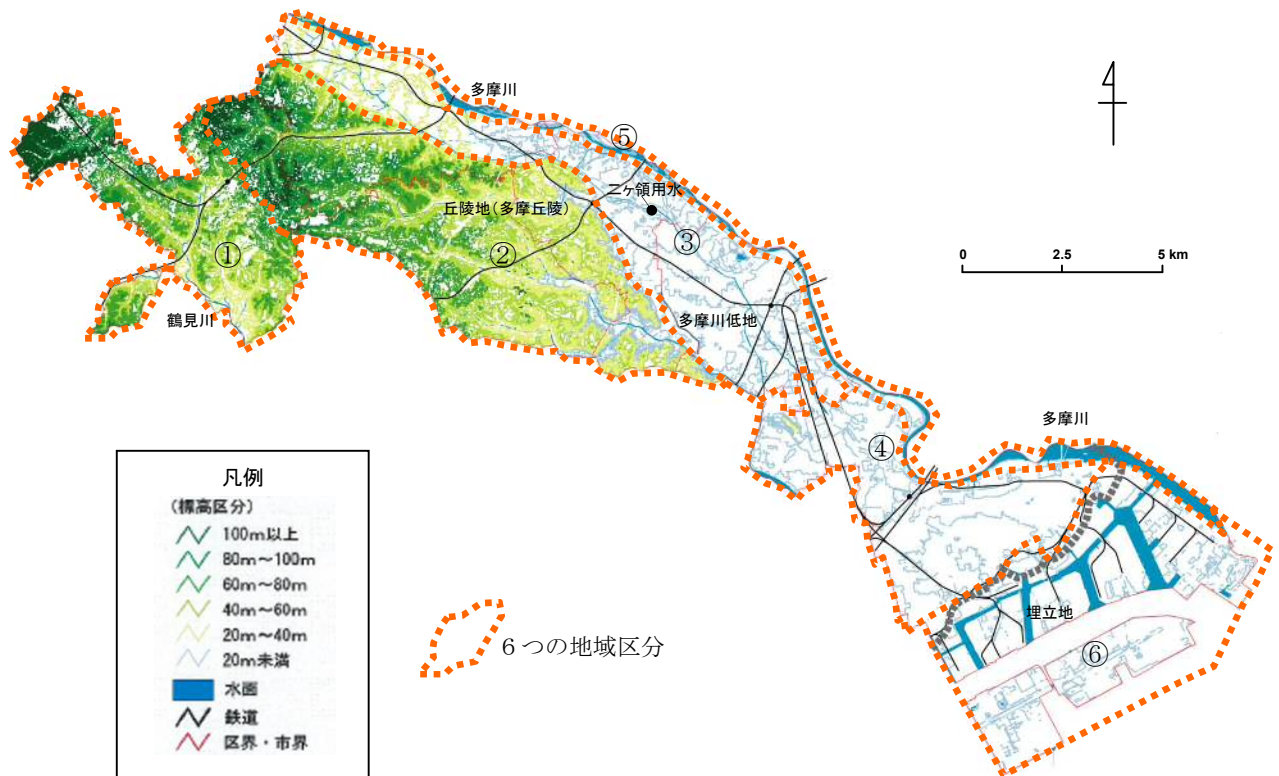 多摩川
⑤
二ヶ領用水
丘陵地(多摩丘陵)
③
①
②
0 2.5 5 km
鶴見川
多摩川低地
多摩川
④
凡例
(標高区分)
100m以上
80m～100m
60m～80m
40m～60m
20m～40m
20m未満
水面
鉄道
区界・市界
6つの地域区分
埋立地
⑥